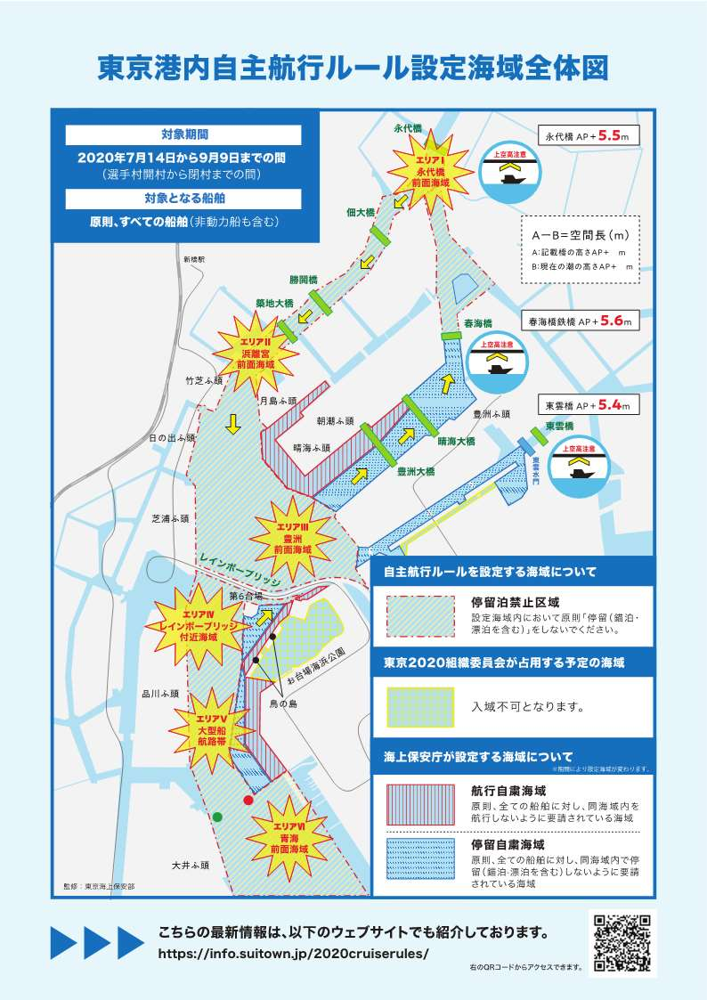 東京港内自主航行ルール設定海域全体図
対象期間
2020年7月14日から9月9日までの間
（選手村開村から閉村までの間）
対象となる船舶
原則、すべての船舶（非動力船も含む）
永代橋
エリアⅠ
永代橋
前面海域
上空高注意
永代橋 AP＋5.5m
佃大橋
A－B＝空間長（m）
A:記載橋の高さAP+　m
B:現在の潮の高さAP+　m
新橋駅
勝鬨橋
築地大橋
春海橋
春海橋鉄橋 AP＋5.6m
上空高注意
エリアⅡ
浜離宮
前面海域
竹芝ふ頭
月島ふ頭
朝潮ふ頭
豊洲ふ頭
東雲橋 AP＋5.4m
東雲橋
上空高注意
日の出ふ頭
晴海ふ頭
晴海大橋
豊洲大橋
東雲水門
芝浦ふ頭
エリアⅢ
豊洲
前面海域
レインボーブリッジ
第6台場
エリアⅣ
レインボーブリッジ
付近海域
お台場海浜公園
鳥の島
品川ふ頭
エリアⅤ
大型船
航路帯
エリアⅥ
青海
前面海域
大井ふ頭
監修：東京海上保安部
自主航行ルールを設定する海域について
停留泊禁止区域
設定海域内において原則「停留（錨泊・
漂泊を含む）」をしないでください。
東京2020組織委員会が占用する予定の海域
入域不可となります。
海上保安庁が設定する海域について
※期間により設定海域が変わります。
航行自粛海域
原則、全ての船舶に対し、同海域内を
航行しないように要請されている海域
停留自粛海域
原則、全ての船舶に対し、同海域内で停
留（錨泊・漂泊を含む）しないように要請
されている海域
こちらの最新情報は、以下のウェブサイトでも紹介しております。
https://info.suitown.jp/2020cruiserules/
右のQRコードからアクセスできます。